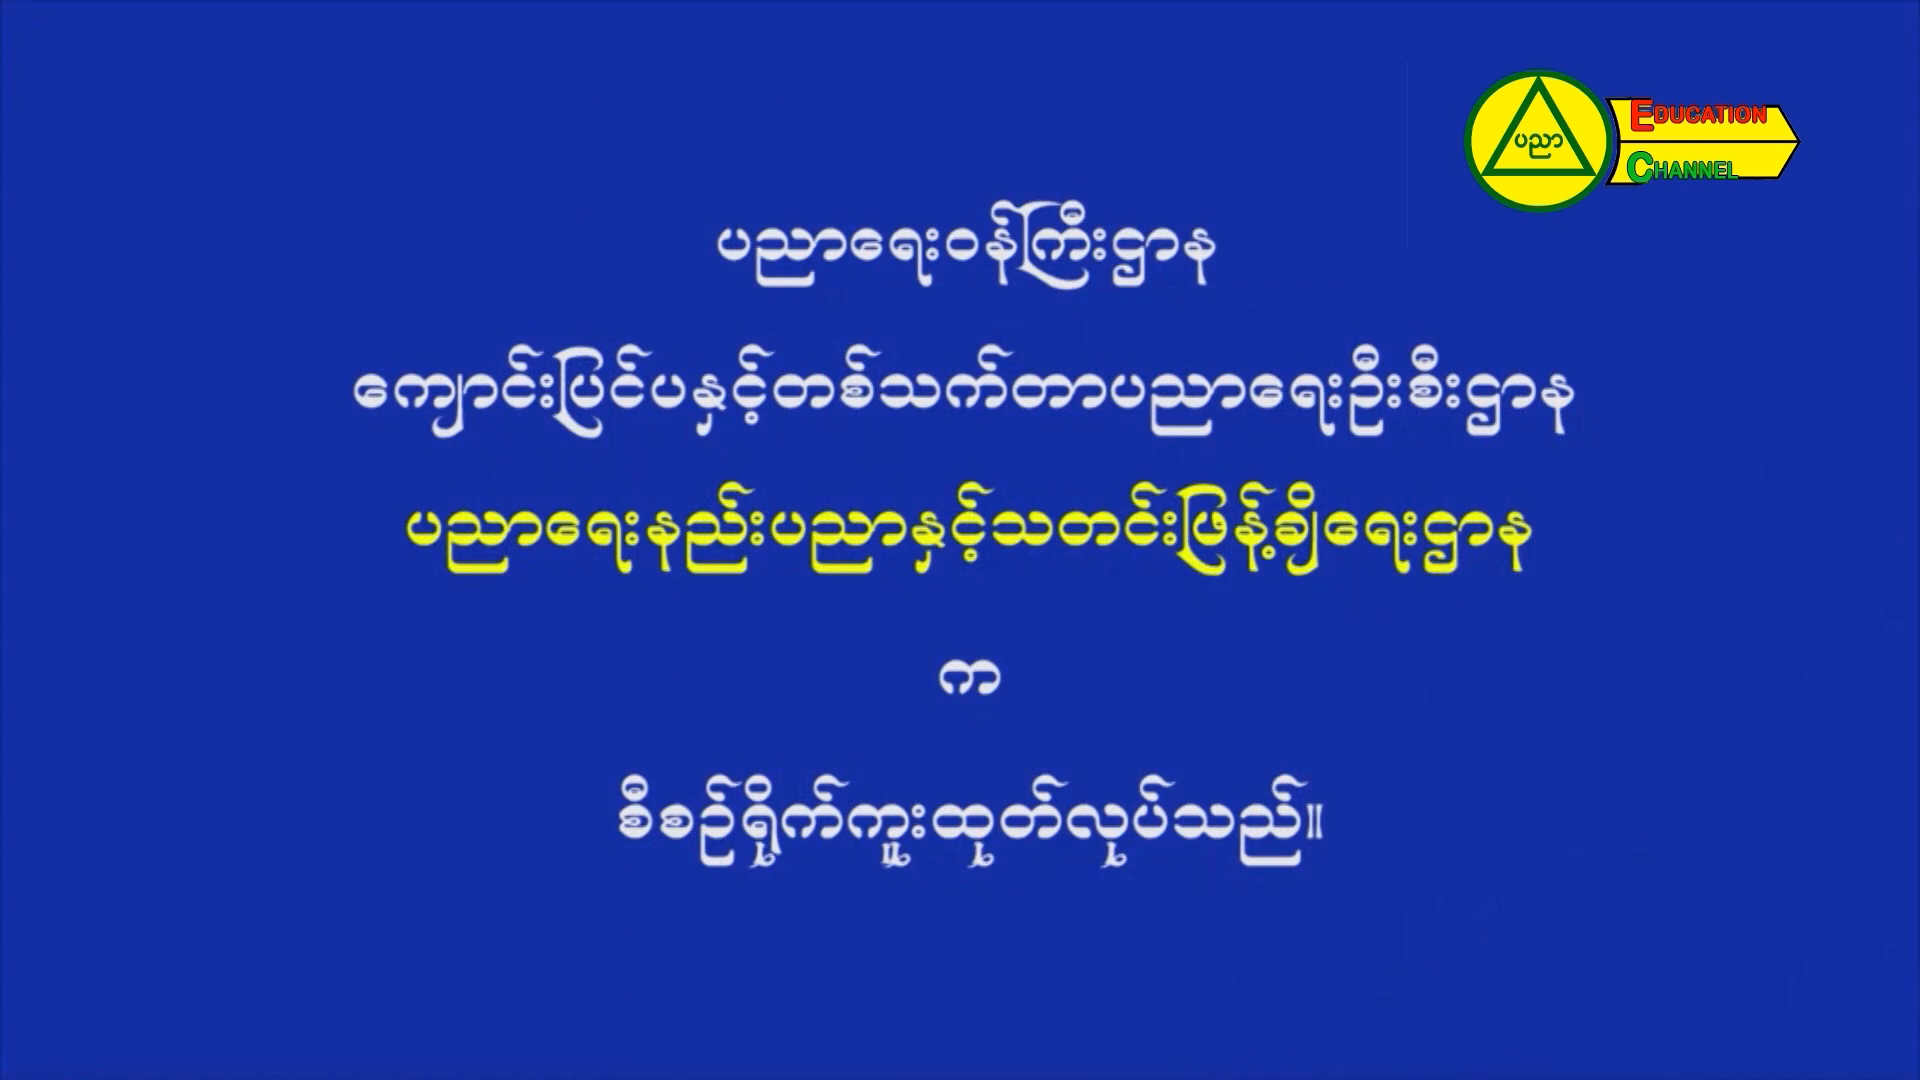 ပညာ
EDUCATION
CHANNEL
ပညာရေးဝန်ကြီးဌာန
ကျောင်းပြင်ပနှင့်တစ်သက်တာပညာရေးဦးစီးဌာန
ပညာရေးနည်းပညာနှင့်သတင်းဖြန့်ချိရေးဌာန
က
စီစဉ်ရိုက်ကူးထုတ်လုပ်သည်။